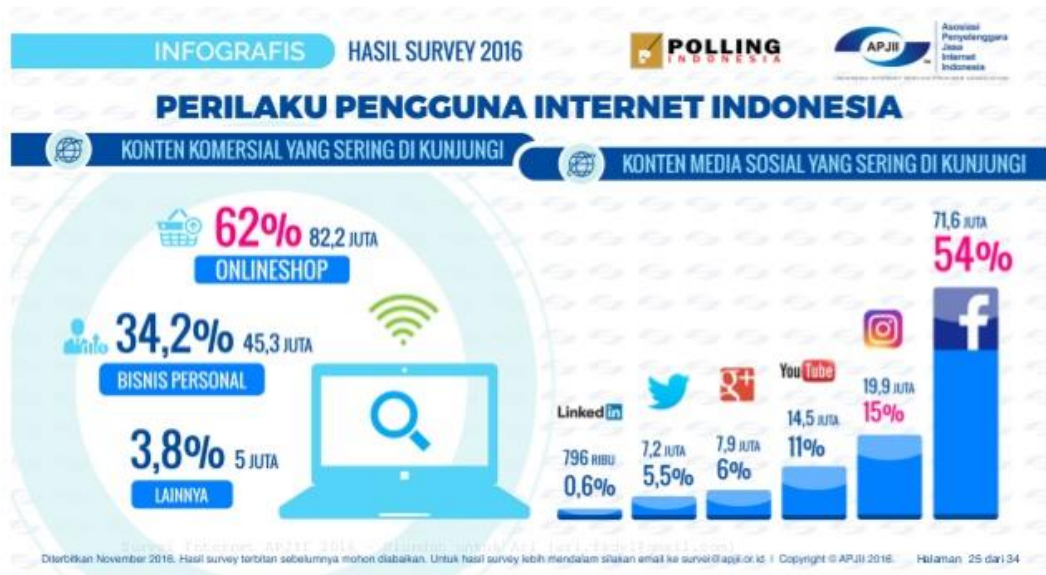 INFOGRAFIS
HASIL SURVEY 2016
POLLING
INDONESIA
APJII
Asosiasi
Penyelenggara
Jasa
Internet
Indonesia
PERILAKU PENGGUNA INTERNET INDONESIA
KONTEN KOMERSIAL YANG SERING DI KUNJUNGI
62% 82,2 JUTA
ONLINESHOP
34,2% 45,3 JUTA
BISNIS PERSONAL
3,8% 5 JUTA
LAINNYA
KONTEN MEDIA SOSIAL YANG SERING DI KUNJUNGI
Linked in
796 RIBU
0,6%
7,2 JUTA
5,5%
g+
7,9 JUTA
6%
You Tube
14,5 JUTA
11%
19,9 JUTA
15%
71,6 JUTA
54%
f
Diterbitkan November 2016. Hasil survey terbitan sebelumnya mohon diabaikan. Untuk hasil survey lebih mendalam silakan email ke survei@apjii.or.id | Copyright © APJII 2016. Halaman 25 dari 34